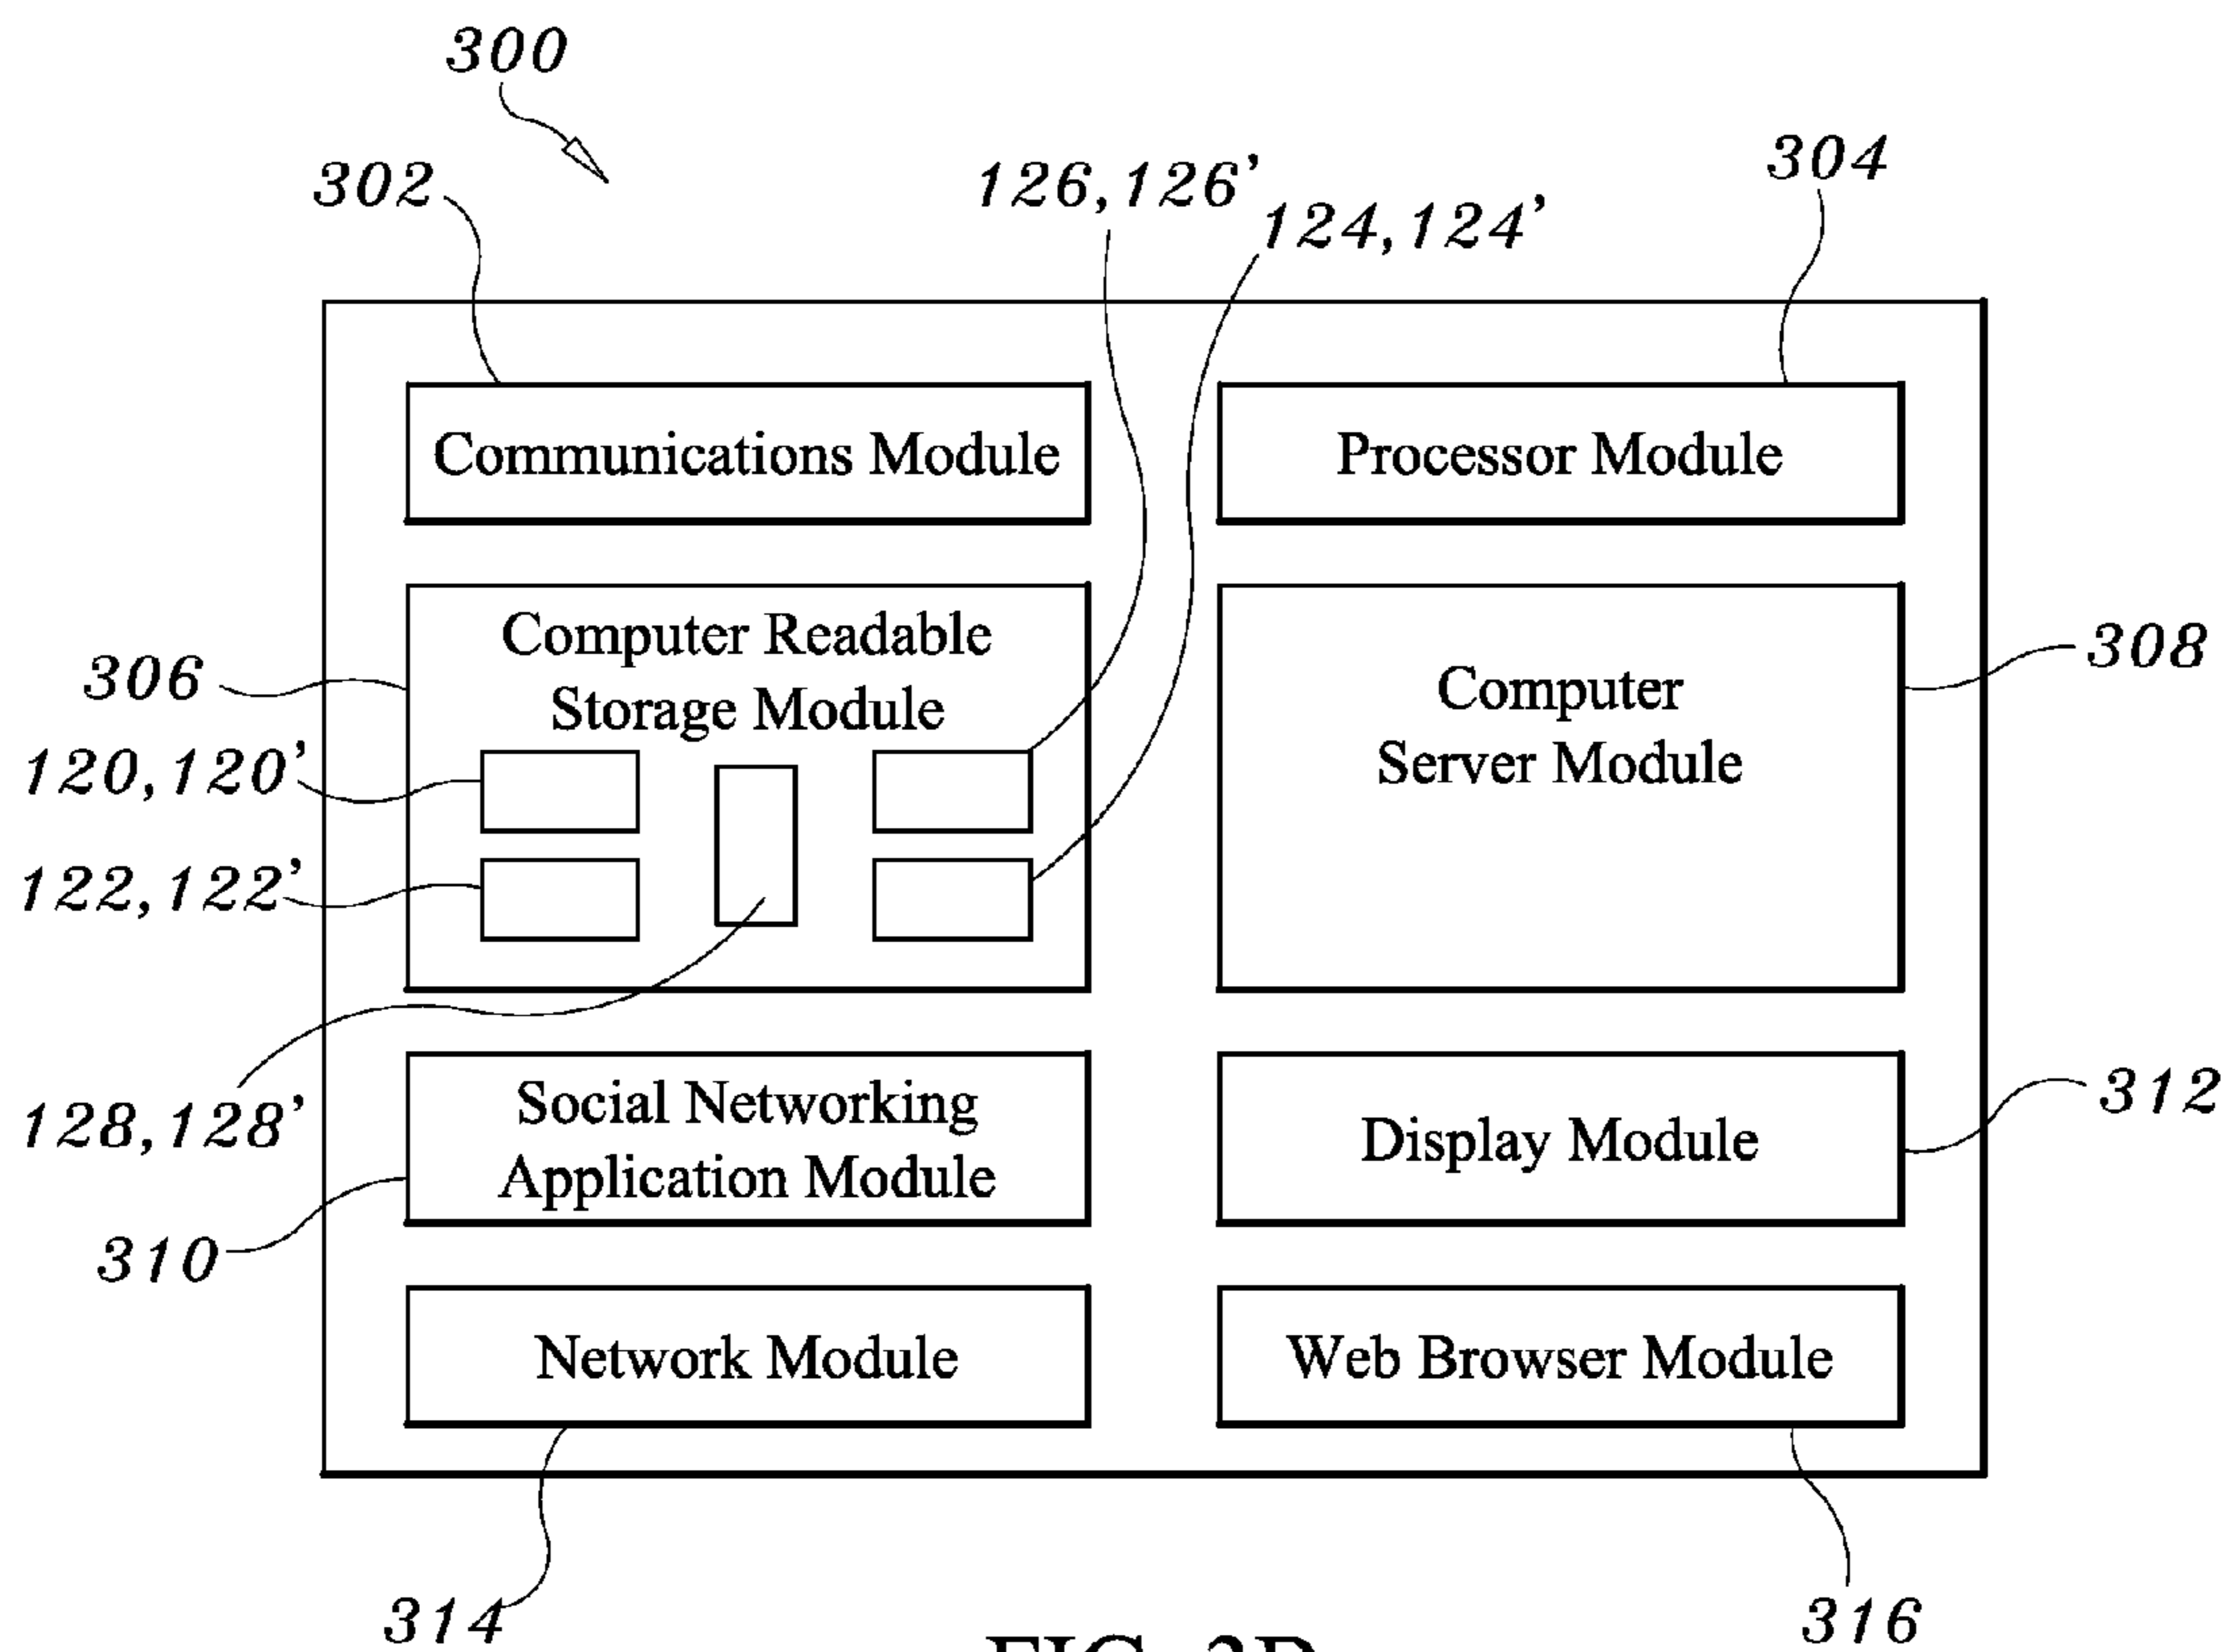 300
302
126,126’
304
124,124’
Communications Module
Processor Module
Computer Readable
Storage Module
306
120,120’
122,122’
Computer
Server Module
308
128,128’
Social Networking
Application Module
310
Display Module
312
Network Module
Web Browser Module
314
316